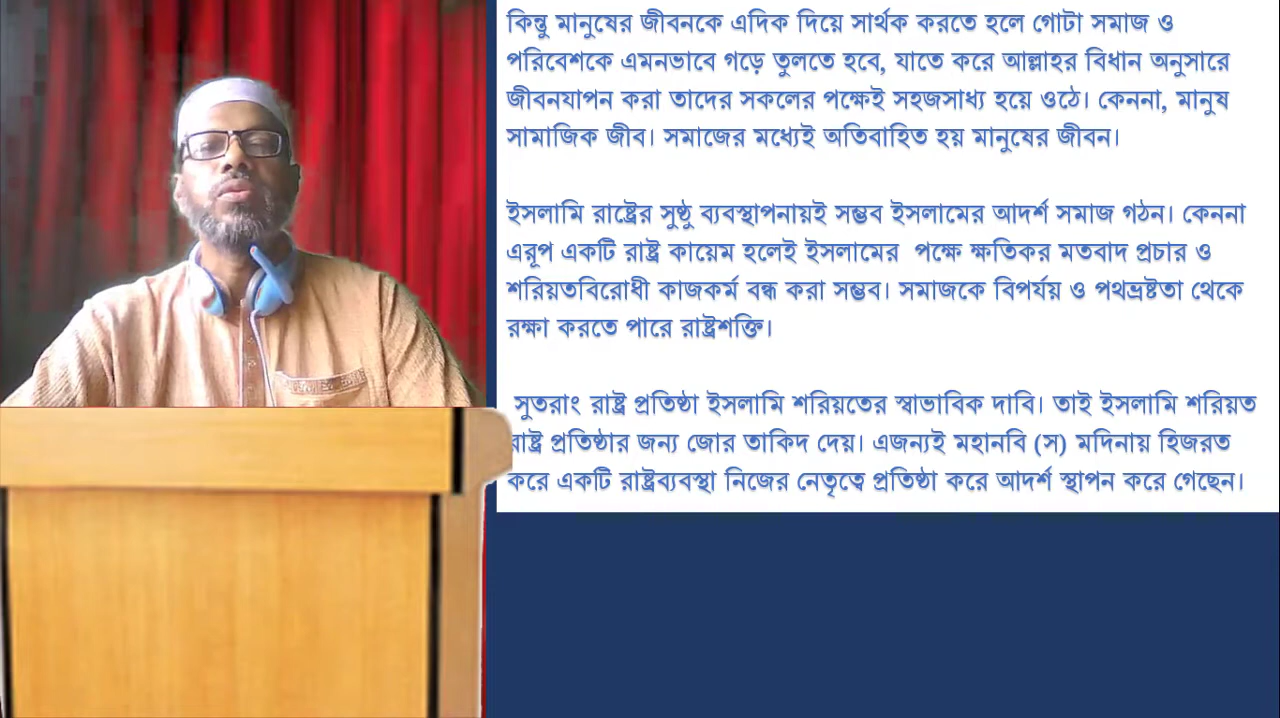 কিন্তু মানুষের জীবনকে এদিক দিয়ে সার্থক করতে হলে গোটা সমাজ ও
পরিবেশকে এমনভাবে গড়ে তুলতে হবে, যাতে করে আল্লাহর বিধান অনুসারে
জীবনযাপন করা তাদের সকলের পক্ষেই সহজসাধ্য হয়ে ওঠে। কেননা, মানুষ
সামাজিক জীব। সমাজের মধ্যেই অতিবাহিত হয় মানুষের জীবন।
ইসলামি রাষ্ট্রের সুষ্ঠু ব্যবস্থাপনায়ই সম্ভব ইসলামের আদর্শ সমাজ গঠন। কেননা
এরূপ একটি রাষ্ট্র কায়েম হলেই ইসলামের পক্ষে ক্ষতিকর মতবাদ প্রচার ও
শরিয়তবিরোধী কাজকর্ম বন্ধ করা সম্ভব। সমাজকে বিপর্যয় ও পথভ্রষ্টতা থেকে
রক্ষা করতে পারে রাষ্ট্রশক্তি।
সুতরাং রাষ্ট্র প্রতিষ্ঠা ইসলামি শরিয়তের স্বাভাবিক দাবি। তাই ইসলামি শরিয়ত
রাষ্ট্র প্রতিষ্ঠার জন্য জোর তাকিদ দেয়। এজন্যই মহানবি (স) মদিনায় হিজরত
করে একটি রাষ্ট্রব্যবস্থা নিজের নেতৃত্বে প্রতিষ্ঠা করে আদর্শ স্থাপন করে গেছেন।